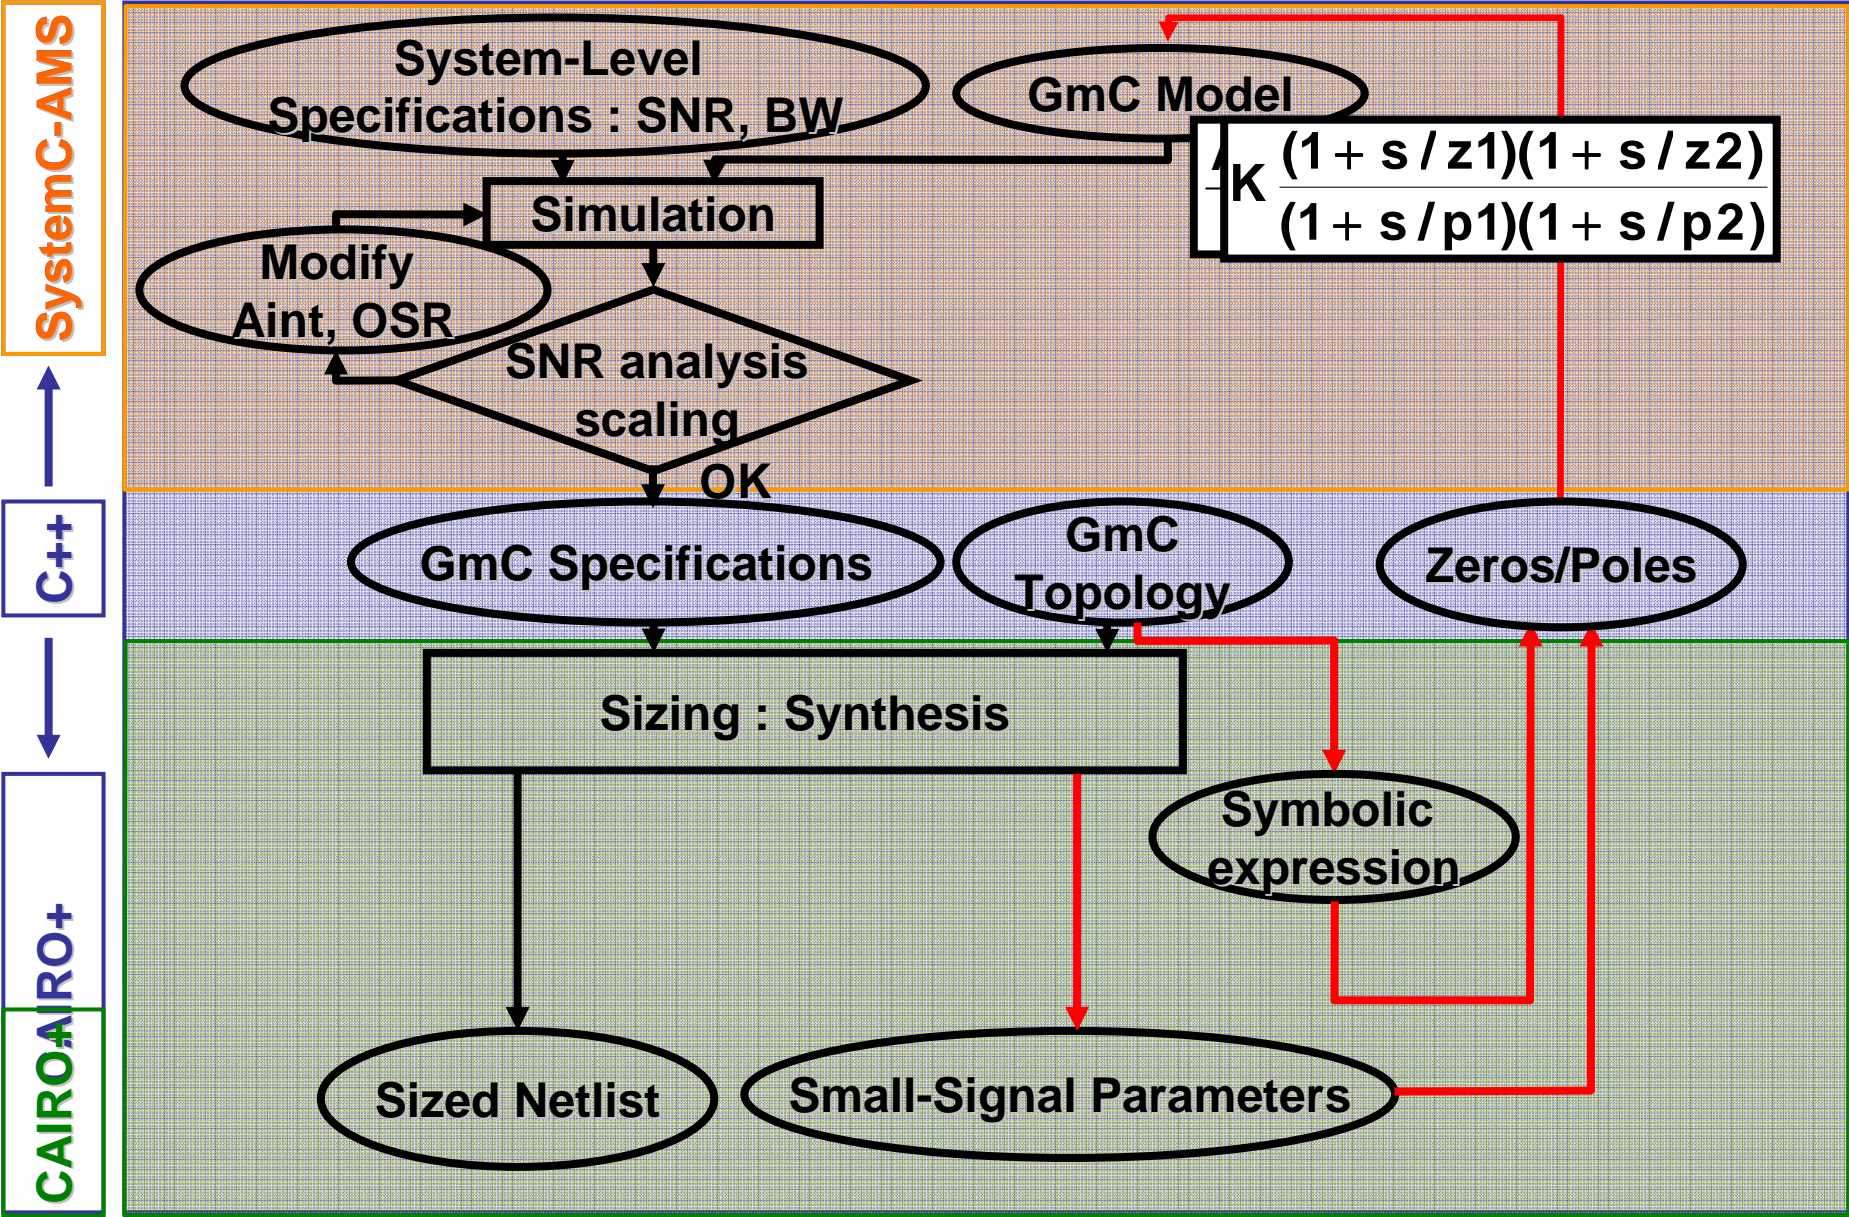 SystemC-AMS
System-Level
Specifications : SNR, BW
GmC Model
K (1 + s / z1)(1 + s / z2)
(1 + s / p1)(1 + s / p2)
Simulation
Modify
Aint, OSR
SNR analysis
scaling
OK
C++
GmC Specifications
GmC
Topology
Zeros/Poles
Sizing : Synthesis
Symbolic
expression
AIRO+
CAIRO+
Sized Netlist
Small-Signal Parameters